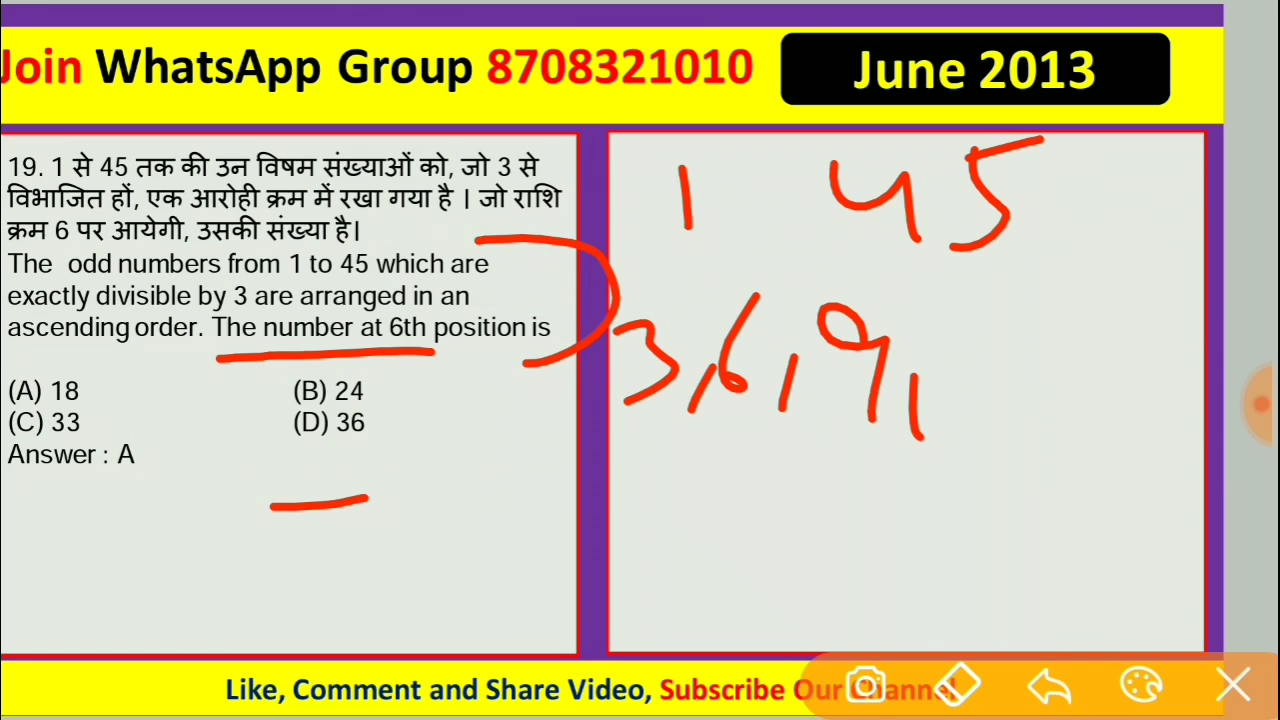 Join WhatsApp Group 8708321010
June 2013
19. 1 से 45 तक की उन विषम संख्याओं को, जो 3 से
विभाजित हों, एक आरोही क्रम में रखा गया है । जो राशि
क्रम 6 पर आयेगी, उसकी संख्या है।
The odd numbers from 1 to 45 which are
exactly divisible by 3 are arranged in an
ascending order. The number at 6th position is
(A) 18 (B) 24
(C) 33 (D) 36
Answer : A
1 45
3, 6, 9,
Like, Comment and Share Video, Subscribe Our Channel